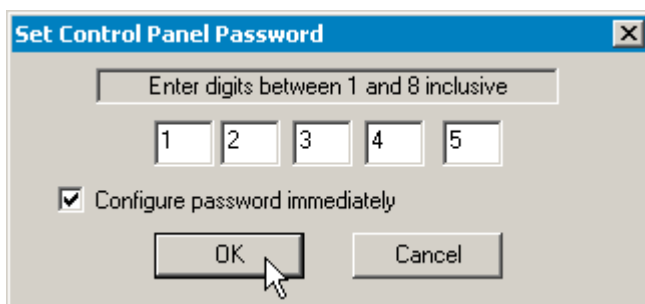 Set Control Panel Password
Enter digits between 1 and 8 inclusive
1 2 3 4 5
Configure password immediately
OK Cancel